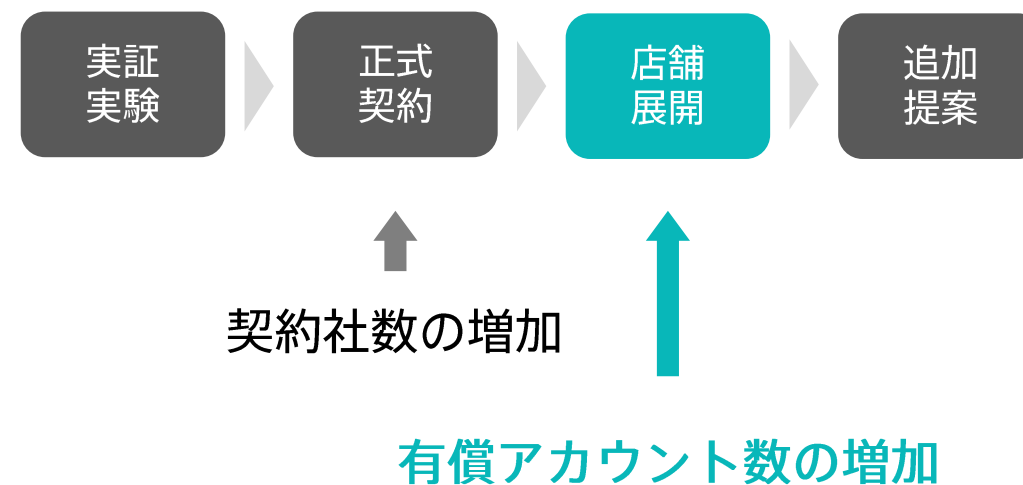 実証
実験
正式
契約
店舗
展開
追加
提案
契約社数の増加
有償アカウント数の増加